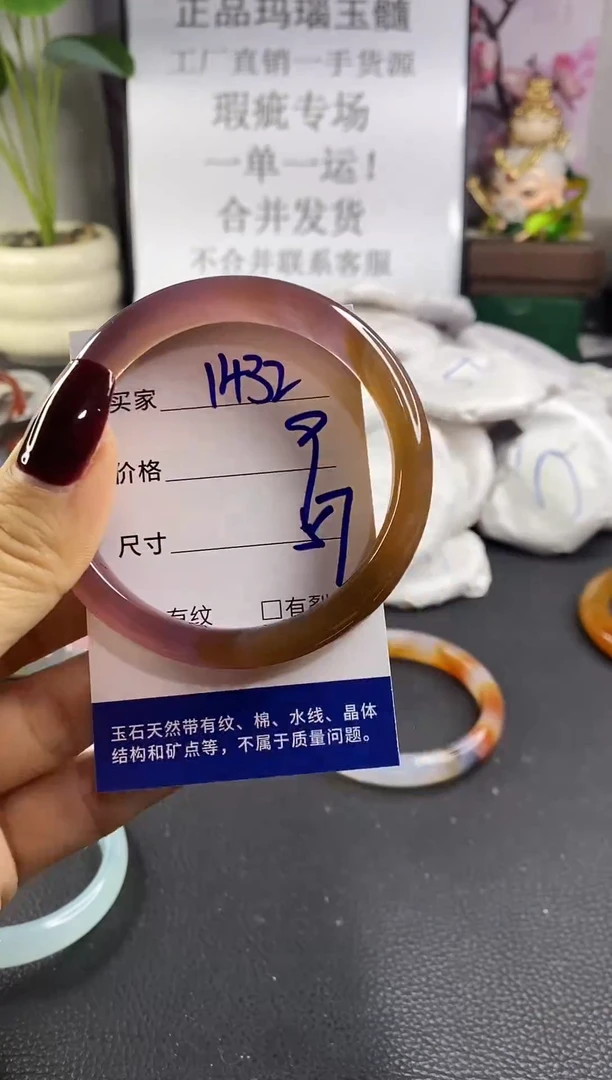 正品玛瑙玉髓
工厂直销一手货源
瑕疵专场
一单一运！
合并发货
不合并联系客服
买家 1432
价格 9
尺寸 57
有纹 □有裂
玉石天然带有纹、棉、水线、晶体
结构和矿点等，不属于质量问题。